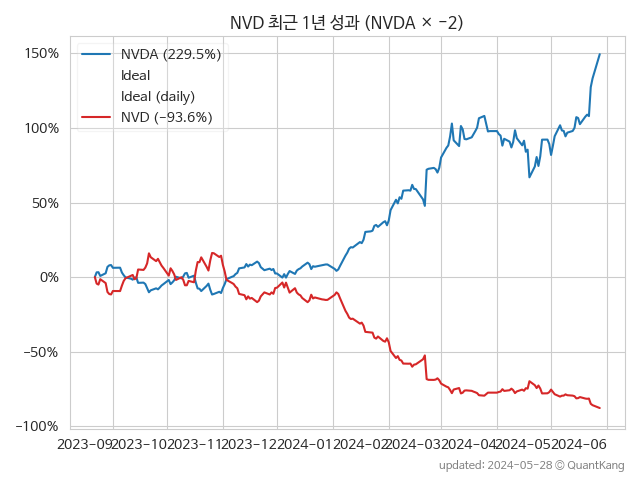 NVD 최근 1년 성과 (NVDA × −2)
NVDA (229.5%)
Ideal
Ideal (daily)
NVD (−93.6%)
150%
100%
50%
0%
−50%
−100%
2023-09 2023-10 2023-11 2023-12 2024-01 2024-02 2024-03 2024-04 2024-05 2024-06
updated: 2024-05-28 © QuantKang